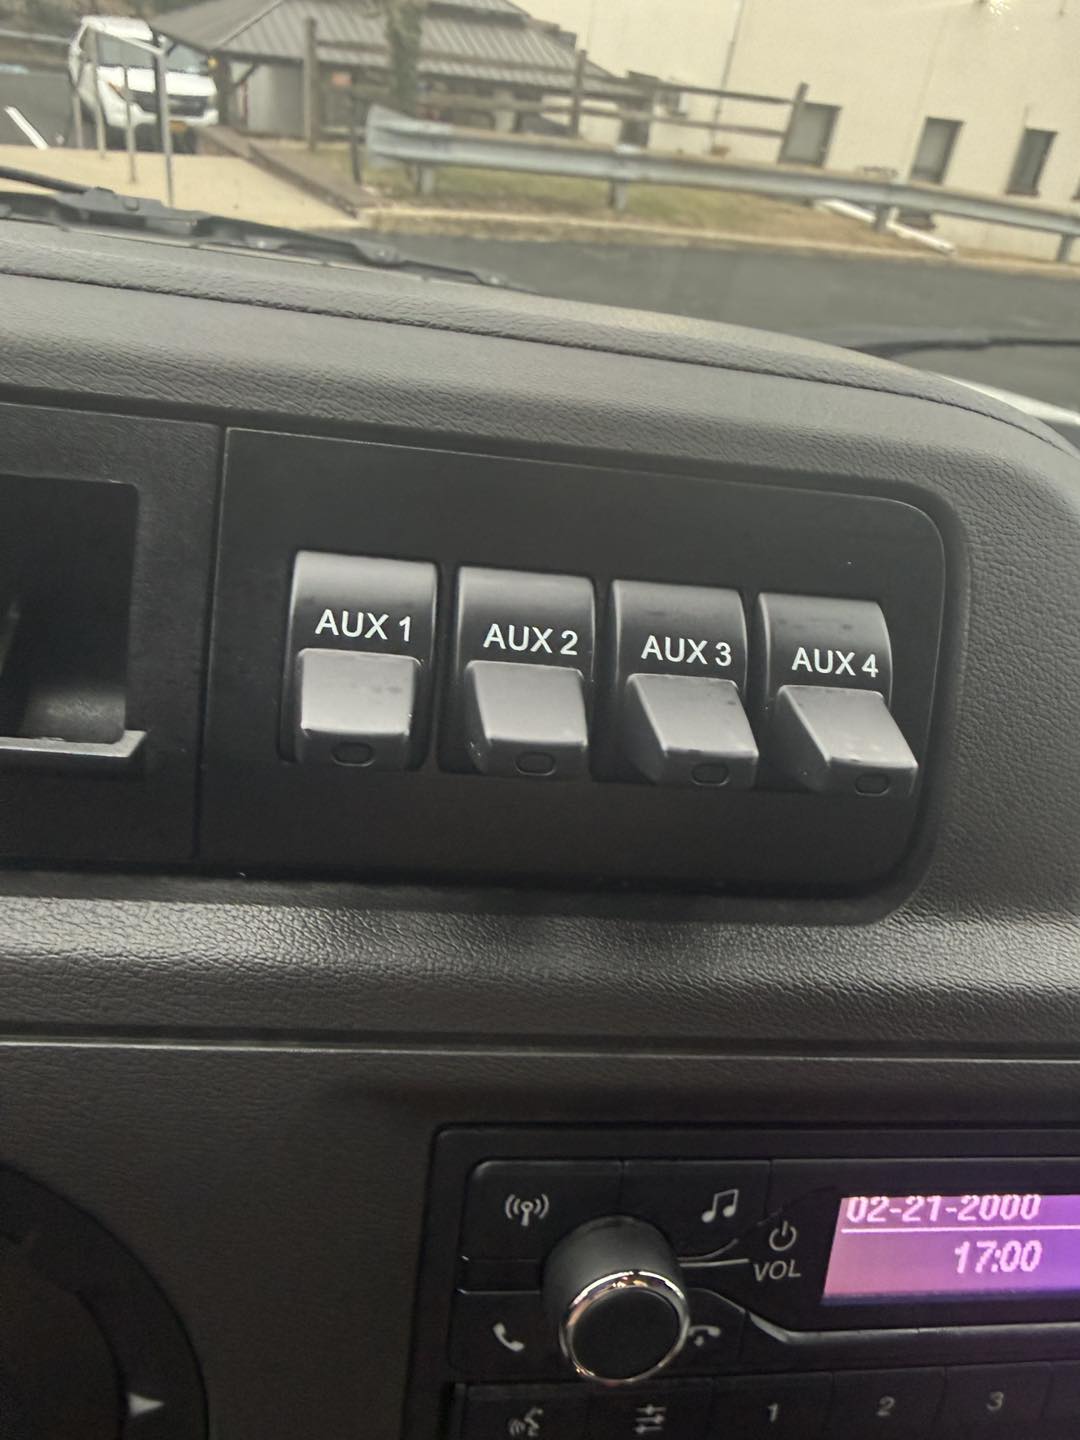 AUX 1
AUX 2
AUX 3
AUX 4
02-21-2000
17:00
VOL
1
2
3